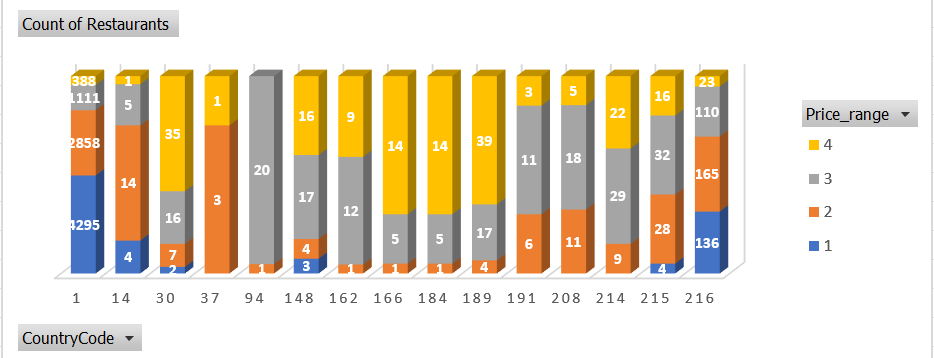 Count of Restaurants
388 1 35 1 20 16 9 14 14 39 3 5 22 16 23
1111 5 16 3 1 17 12 5 5 17 11 18 29 32 110
2858 14 7 4 1 1 1 4 6 11 9 28 165
4295 4 2 3 4 136
1 14 30 37 94 148 162 166 184 189 191 208 214 215 216
Price_range
4
3
2
1
CountryCode